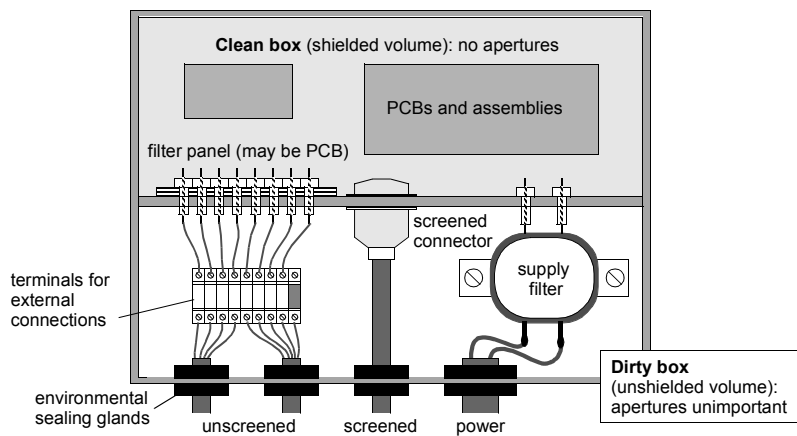 Clean box (shielded volume): no apertures
PCBs and assemblies
filter panel (may be PCB)
screened
connector
supply
filter
terminals for
external
connections
Dirty box
(unshielded volume):
apertures unimportant
environmental
sealing glands
unscreened
screened
power